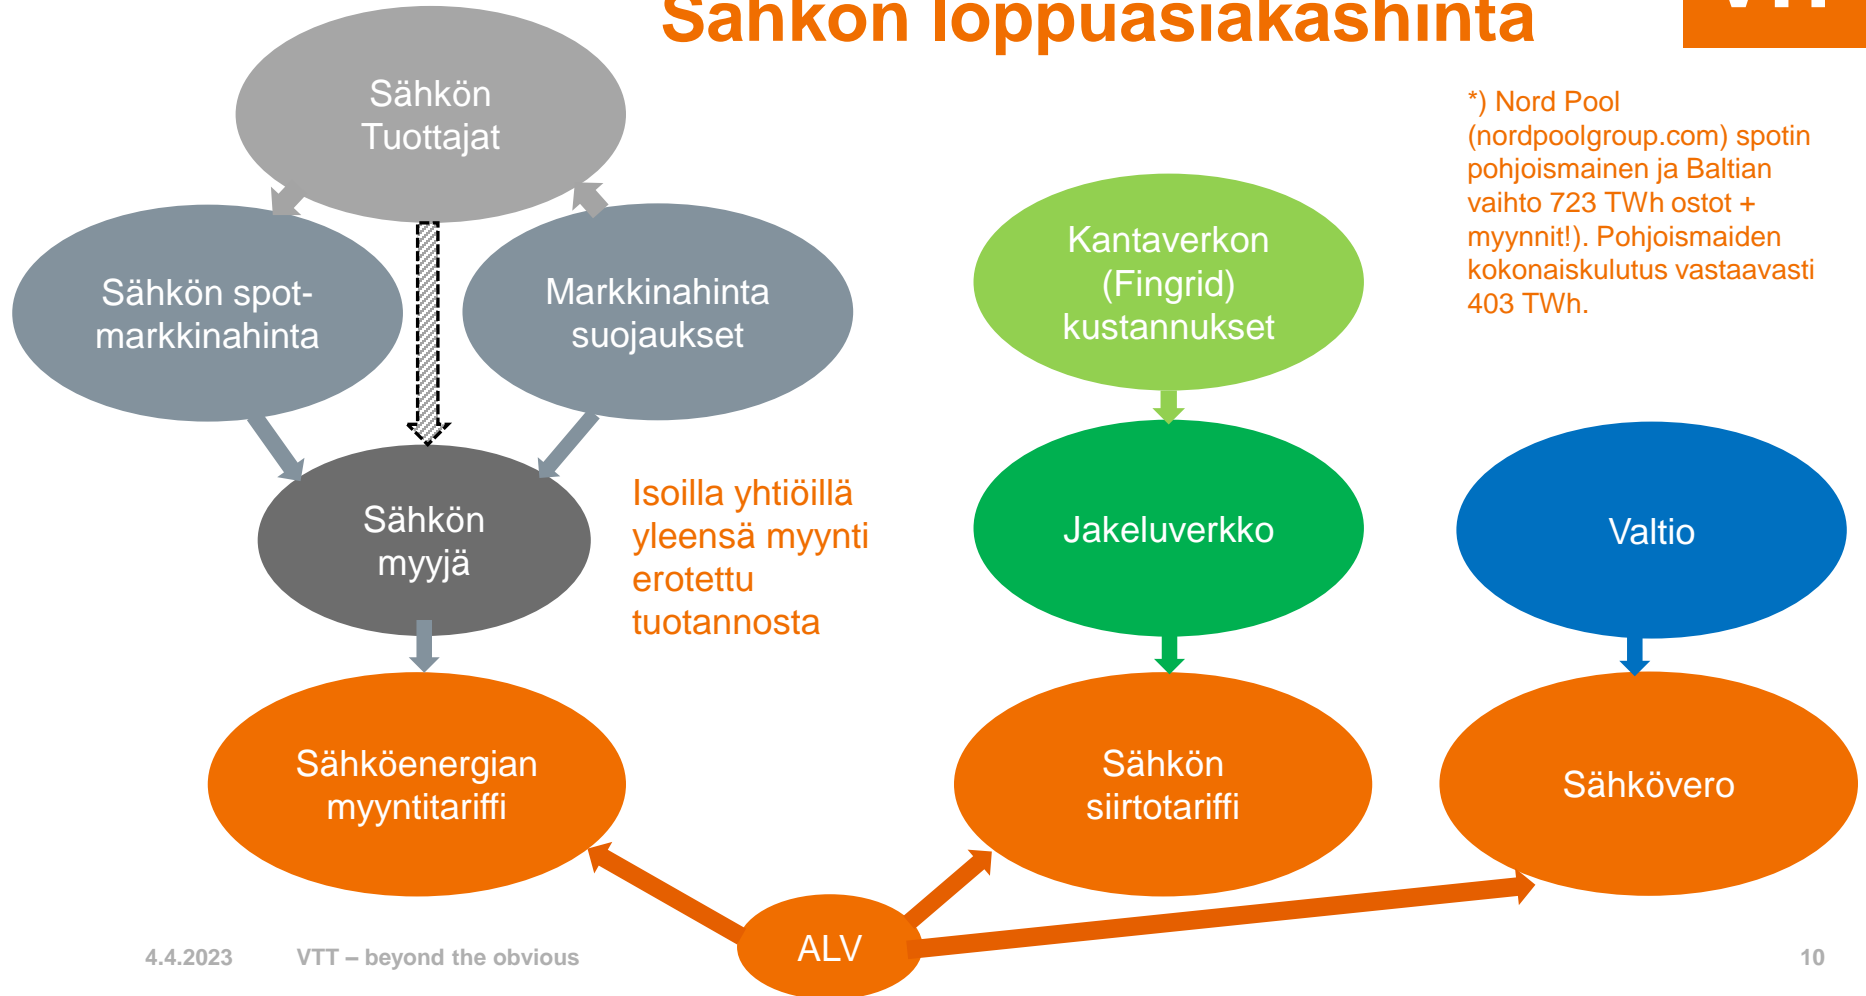 Sähkön loppuasiakashinta
VTT
Sähkön
Tuottajat
*) Nord Pool
(nordpoolgroup.com) spotin
pohjoismainen ja Baltian
vaihto 723 TWh ostot +
myynnit!). Pohjoismaiden
kokonaiskulutus vastaavasti
403 TWh.
Sähkön spot-
markkinahinta
Markkinahinta
suojaukset
Kantaverkon
(Fingrid)
kustannukset
Sähkön
myyjä
Isoilla yhtiöillä
yleensä myynti
erotettu
tuotannosta
Jakeluverkko
Valtio
Sähköenergian
myyntitariffi
Sähkön
siirtotariffi
Sähkövero
ALV
4.4.2023 VTT – beyond the obvious
10